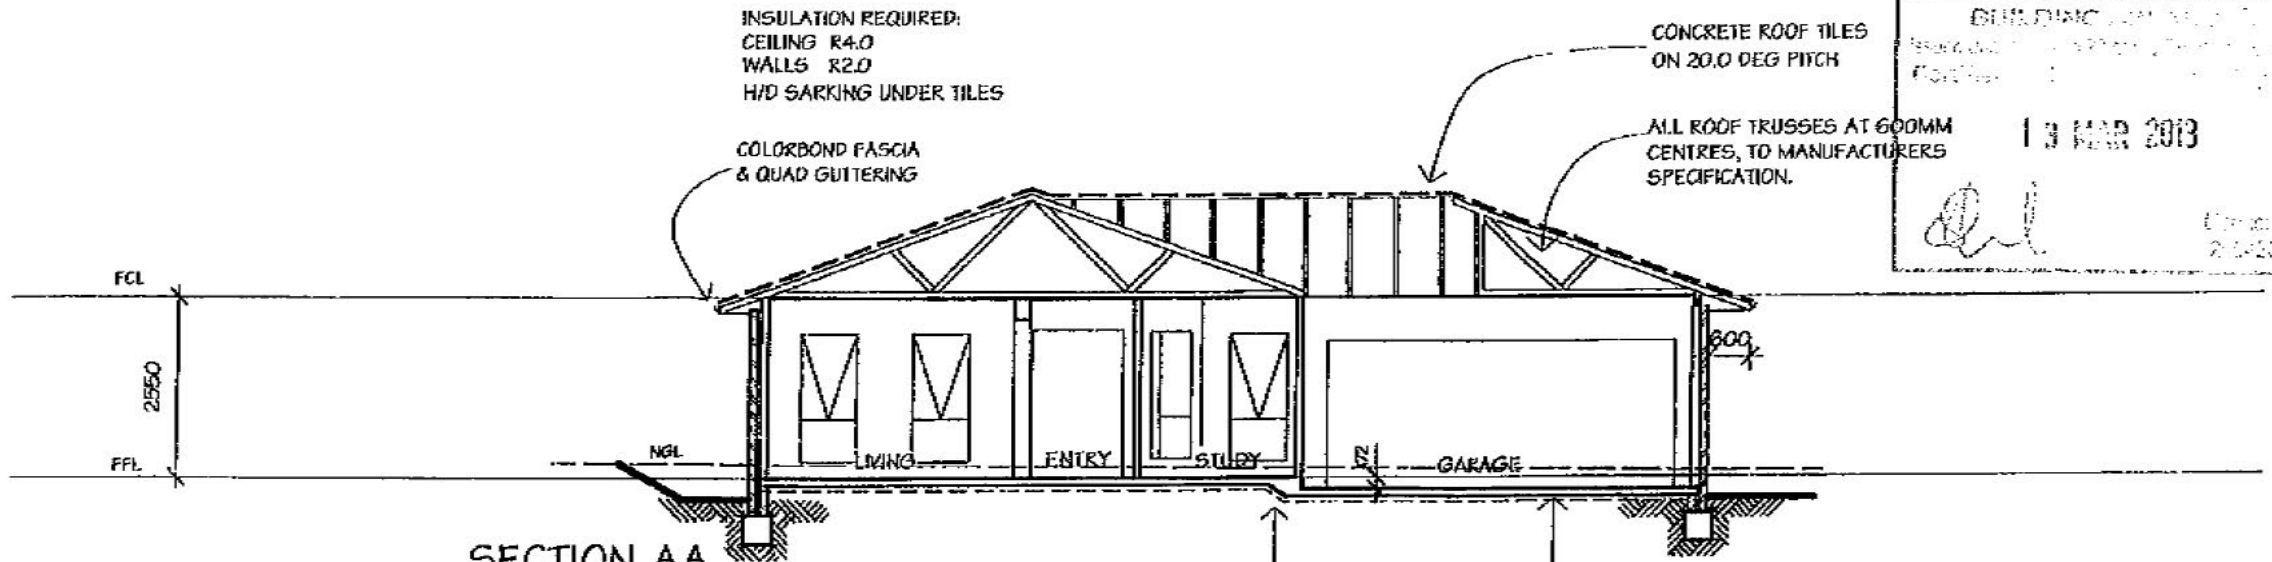 INSULATION REQUIRED:
CEILING R4.0
WALLS R2.0
H/D SARKING UNDER TILES
COLORBOND FASCIA
& QUAD GUTTERING
CONCRETE ROOF TILES
ON 20.0 DEG PITCH
ALL ROOF TRUSSES AT 600MM
CENTRES, TO MANUFACTURERS
SPECIFICATION.
BUILDING
MAR 2013
FCL
2550
600
NGL
FFL
LIVING
ENTRY
STUDY
172
GARAGE
SECTION AA